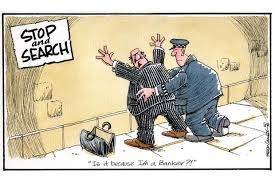 STOP
and
SEARCH
"Is it because I'm a Banker?!"